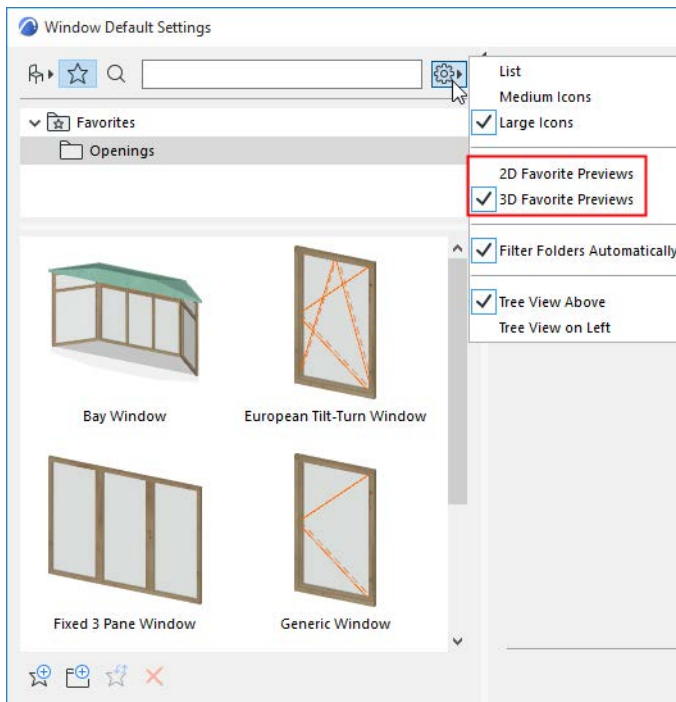 Window Default Settings
List
Medium Icons
Large Icons
Favorites
Openings
2D Favorite Previews
3D Favorite Previews
Filter Folders Automatically
Tree View Above
Tree View on Left
Bay Window
European Tilt-Turn Window
Fixed 3 Pane Window
Generic Window